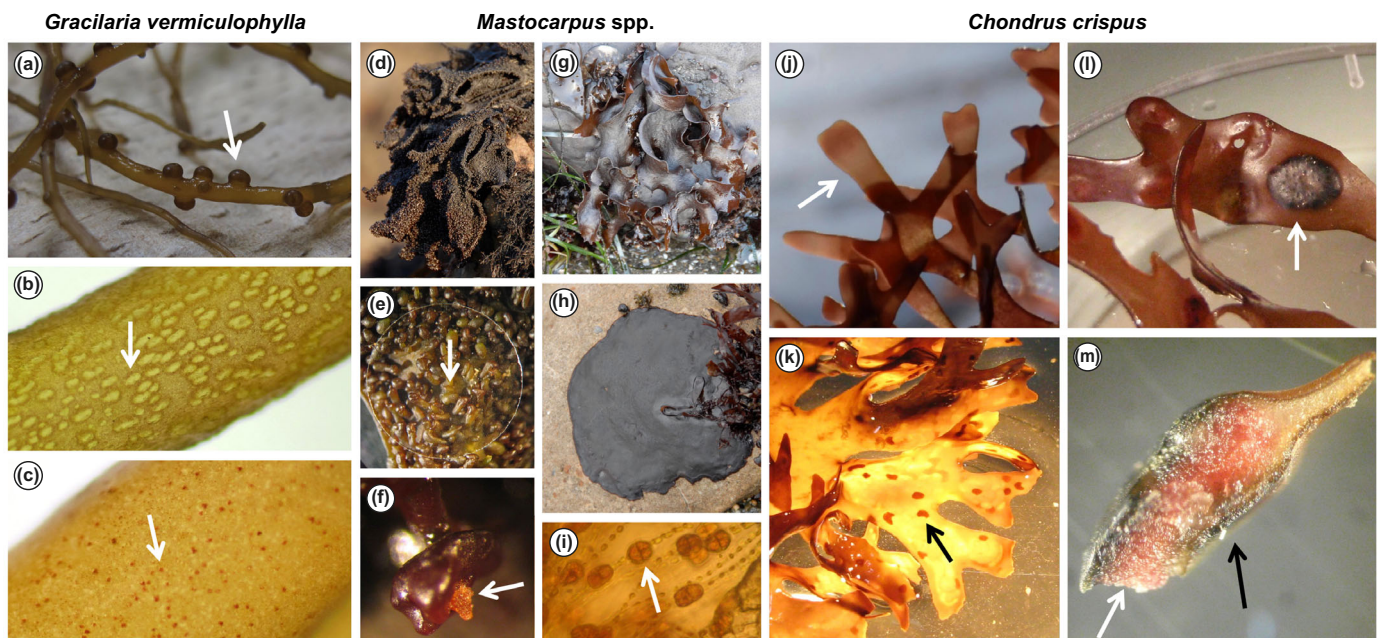 Gracilaria vermiculophylla
Mastocarpus spp.
Chondrus crispus
(a)
(b)
(c)
(d)
(e)
(f)
(g)
(h)
(i)
(j)
(k)
(l)
(m)